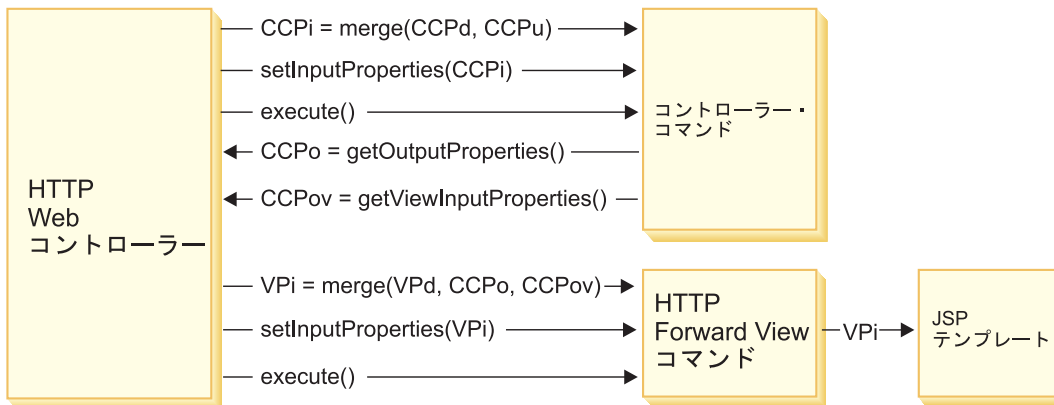 HTTP
Web
コントローラー
CCPi = merge(CCPd, CCPu)
setInputProperties(CCPi)
execute()
CCPo = getOutputProperties()
CCPov = getViewInputProperties()
コントローラー・
コマンド
VPi = merge(VPd, CCPo, CCPov)
setInputProperties(VPi)
execute()
HTTP
Forward View
コマンド
VPi
JSP
テンプレート